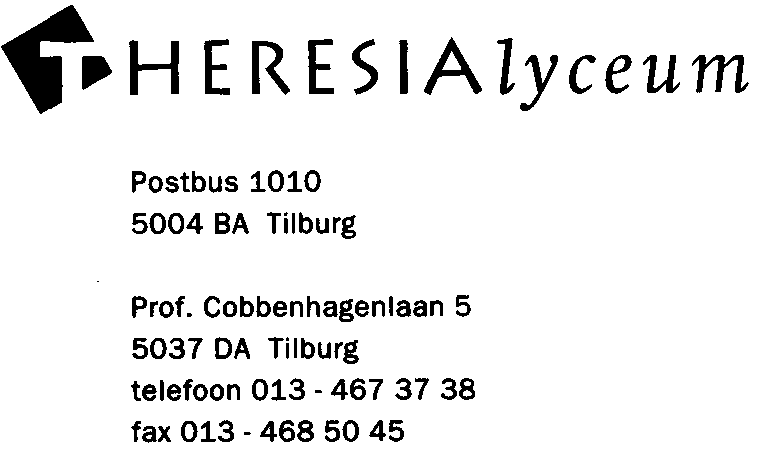 THERESIAlyceum
Postbus 1010
5004 BA Tilburg
Prof. Cobbenhagenlaan 5
5037 DA Tilburg
telefoon 013 - 467 37 38
fax 013 - 468 50 45